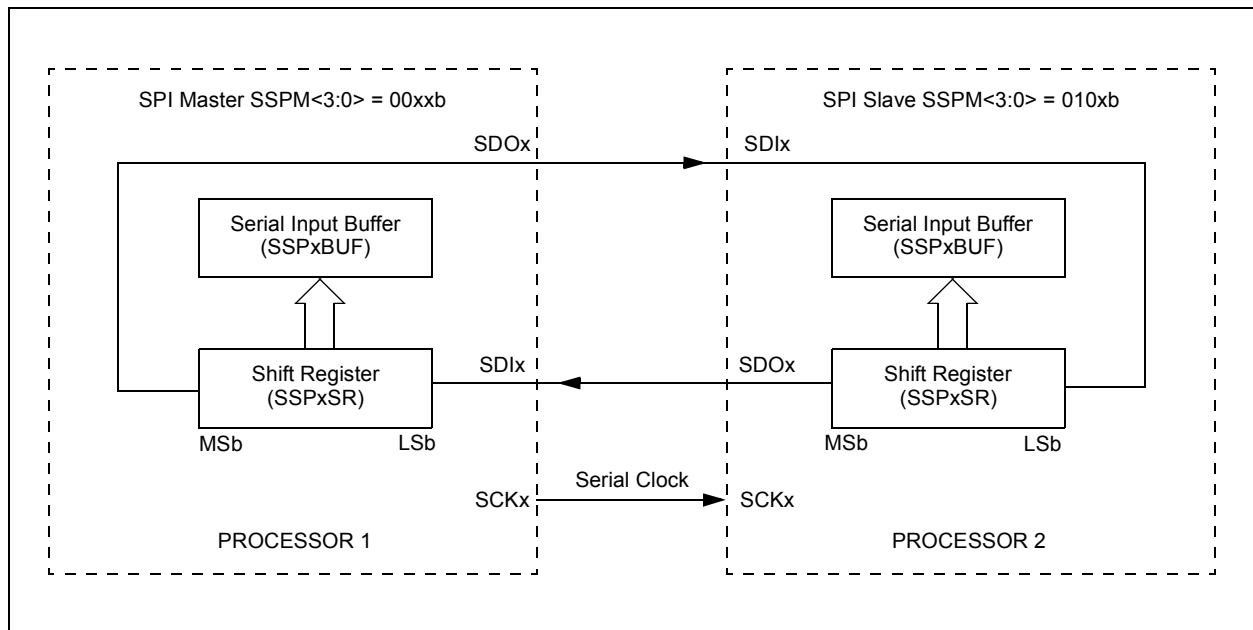 SPI Master SSPM<3:0> = 00xxb
SPI Slave SSPM<3:0> = 010xb
SDOx
SDIx
Serial Input Buffer
(SSPxBUF)
Serial Input Buffer
(SSPxBUF)
SDIx
SDOx
Shift Register
(SSPxSR)
Shift Register
(SSPxSR)
MSb
LSb
MSb
LSb
Serial Clock
SCKx
SCKx
PROCESSOR 1
PROCESSOR 2